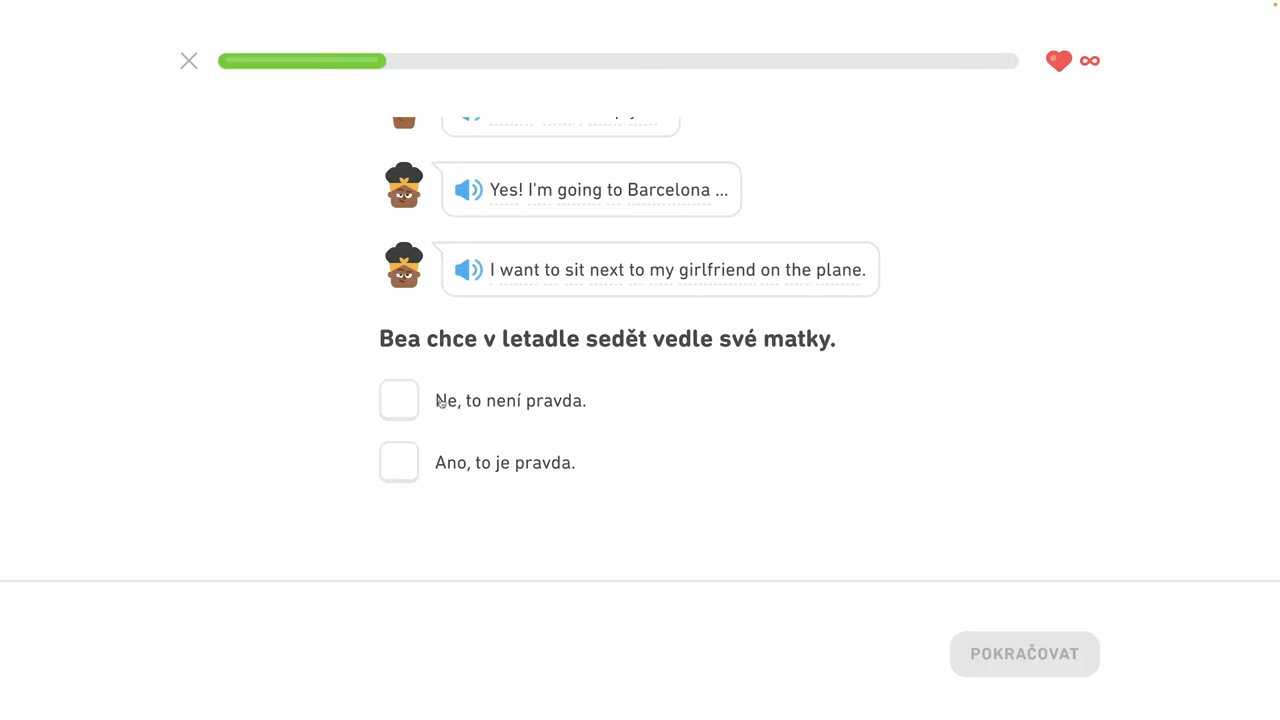 Yes! I'm going to Barcelona ...
I want to sit next to my girlfriend on the plane.
Bea chce v letadle sedět vedle své matky.
Ne, to není pravda.
Ano, to je pravda.
POKRAČOVAT